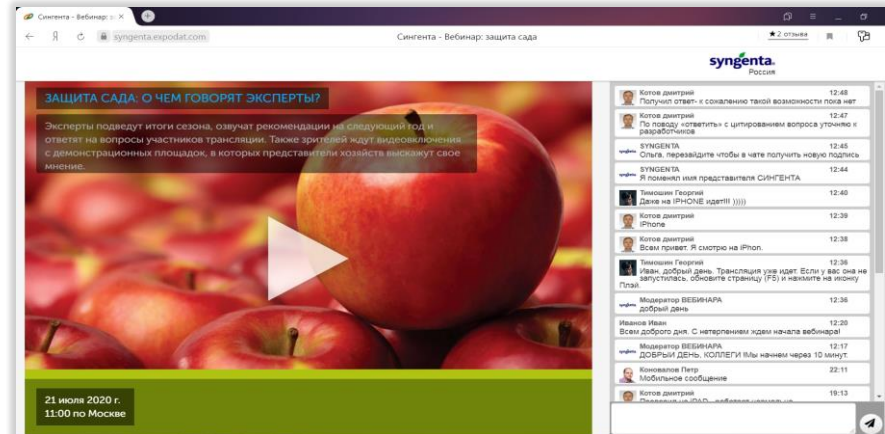 Сингента - Вебинар: з
syngenta.expodat.com
Сингента - Вебинар: защита сада
★2 отзыва
syngenta.
Россия
ЗАЩИТА САДА: О ЧЕМ ГОВОРЯТ ЭКСПЕРТЫ?
Эксперты подведут итоги сезона, озвучат рекомендации на следующий год и
ответят на вопросы участников трансляции. Также зрителей ждут видеовключения
с демонстрационных площадок, в которых представители хозяйств выскажут свое
мнение.
21 июля 2020 г.
11:00 по Москве
Котов дмитрий 12:48
Получил ответ- к сожалению такой возможности пока нет
Котов дмитрий 12:47
По поводу «ответить» с цитированием вопроса уточняю к
разработчиков
SYNGENTA 12:45
Ольга, перезайдите чтобы в чате получить новую подпись
SYNGENTA 12:44
Я поменял имя представителя СИНГЕНТА
Тимошин Георгий 12:40
Даже на IPHONE идет!!! )))))
Котов дмитрий 12:39
IPhone
Котов дмитрий 12:38
Всем привет. Я смотрю на iPhon.
Тимошин Георгий 12:36
Иван, добрый день. Трансляция уже идет. Если у вас она не
запустилась, обновите страницу (F5) и нажмите на иконку
Плэй.
Модератор ВЕБИНАРА 12:36
добрый день
Иванов Иван 12:20
Всем доброго дня. С нетерпением ждем начала вебинара!
Модератор ВЕБИНАРА 12:17
ДОБРЫЙ ДЕНЬ, КОЛЛЕГИ !Мы начнем через 10 минут.
Коновалов Петр 22:11
Мобильное сообщение
Котов дмитрий 19:13